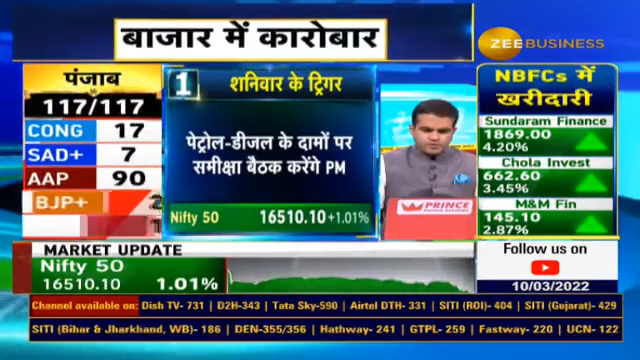 बाजार में कारोबार
ZEE BUSINESS
पंजाब
117/117
CONG 17
SAD+ 7
AAP 90
BJP+
1 शनिवार के ट्रिगर
पेट्रोल-डीजल के दामों पर
समीक्षा बैठक करेंगे PM
Nifty 50 16510.10 +1.01%
PRINCE
NBFCs में
खरीदारी
Sundaram Finance
1869.00
4.20%
Chola Invest
662.60
3.45%
M&M Fin
145.10
2.87%
MARKET UPDATE
Nifty 50
16510.10 1.01%
Follow us on
10/03/2022
Channel available on: Dish TV- 731 | D2H-343 | Tata Sky-590 | Airtel DTH- 331 | SITI (ROI)- 404 | SITI (Gujarat)- 429
SITI (Bihar & Jharkhand, WB)- 186 | DEN-355/356 | Hathway- 241 | GTPL- 259 | Fastway- 220 | UCN- 122